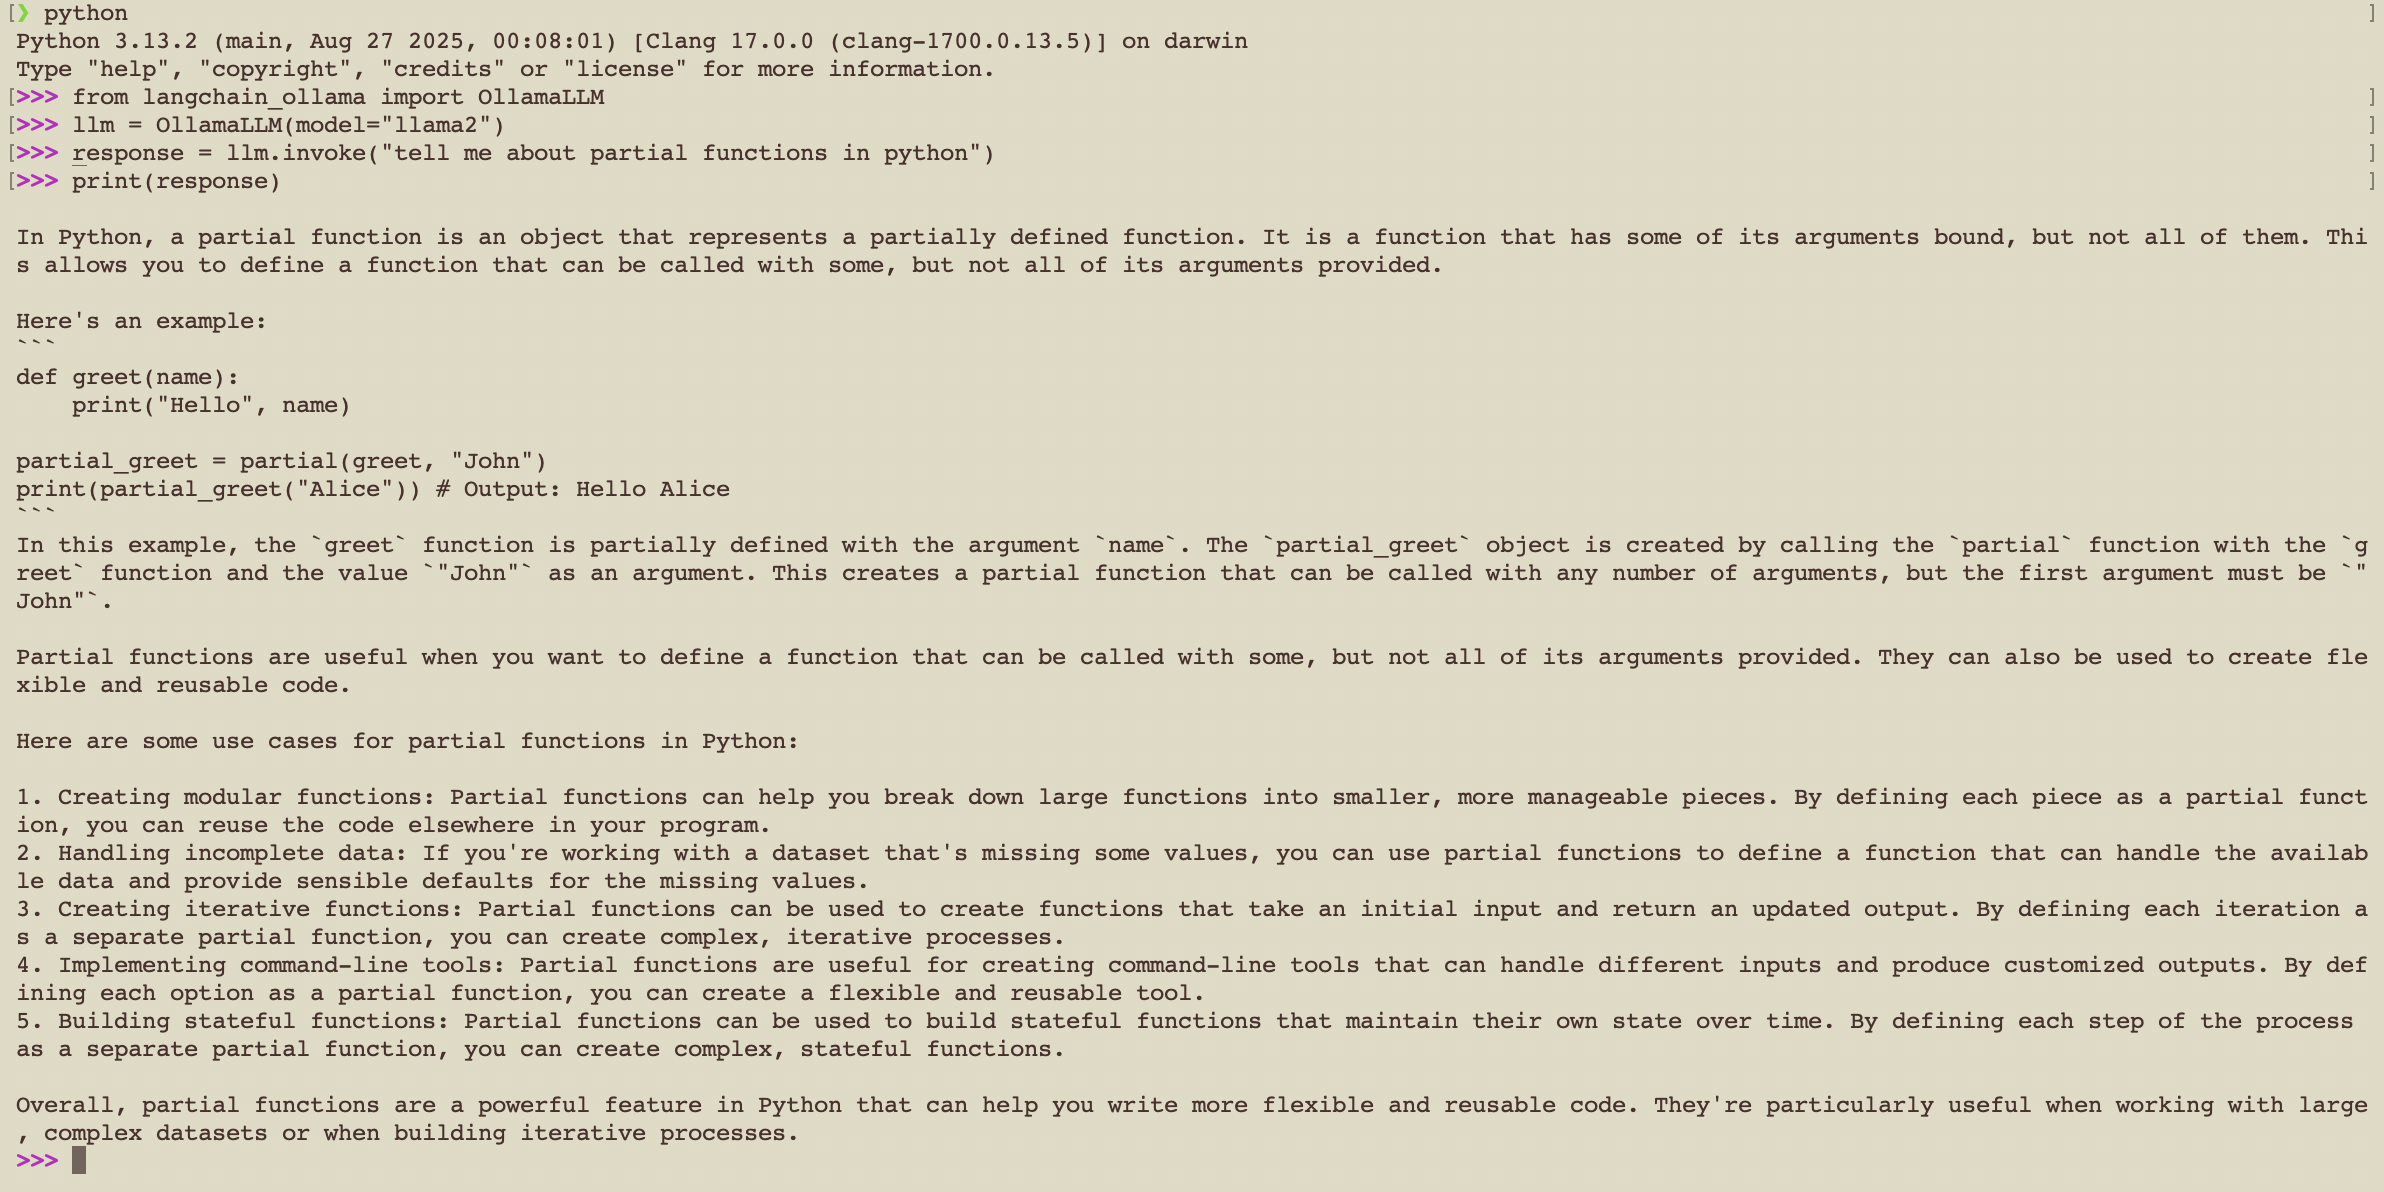 [❯ python ]
Python 3.13.2 (main, Aug 27 2025, 00:08:01) [Clang 17.0.0 (clang-1700.0.13.5)] on darwin
Type "help", "copyright", "credits" or "license" for more information.
[>>> from langchain_ollama import OllamaLLM ]
[>>> llm = OllamaLLM(model="llama2") ]
[>>> response = llm.invoke("tell me about partial functions in python") ]
[>>> print(response) ]

In Python, a partial function is an object that represents a partially defined function. It is a function that has some of its arguments bound, but not all of them. Thi
s allows you to define a function that can be called with some, but not all of its arguments provided.

Here's an example:
```
def greet(name):
    print("Hello", name)

partial_greet = partial(greet, "John")
print(partial_greet("Alice")) # Output: Hello Alice
```
In this example, the `greet` function is partially defined with the argument `name`. The `partial_greet` object is created by calling the `partial` function with the `g
reet` function and the value `"John"` as an argument. This creates a partial function that can be called with any number of arguments, but the first argument must be `"
John"`.

Partial functions are useful when you want to define a function that can be called with some, but not all of its arguments provided. They can also be used to create fle
xible and reusable code.

Here are some use cases for partial functions in Python:

1. Creating modular functions: Partial functions can help you break down large functions into smaller, more manageable pieces. By defining each piece as a partial funct
ion, you can reuse the code elsewhere in your program.
2. Handling incomplete data: If you're working with a dataset that's missing some values, you can use partial functions to define a function that can handle the availab
le data and provide sensible defaults for the missing values.
3. Creating iterative functions: Partial functions can be used to create functions that take an initial input and return an updated output. By defining each iteration a
s a separate partial function, you can create complex, iterative processes.
4. Implementing command-line tools: Partial functions are useful for creating command-line tools that can handle different inputs and produce customized outputs. By def
ining each option as a partial function, you can create a flexible and reusable tool.
5. Building stateful functions: Partial functions can be used to build stateful functions that maintain their own state over time. By defining each step of the process
as a separate partial function, you can create complex, stateful functions.

Overall, partial functions are a powerful feature in Python that can help you write more flexible and reusable code. They're particularly useful when working with large
, complex datasets or when building iterative processes.
>>>